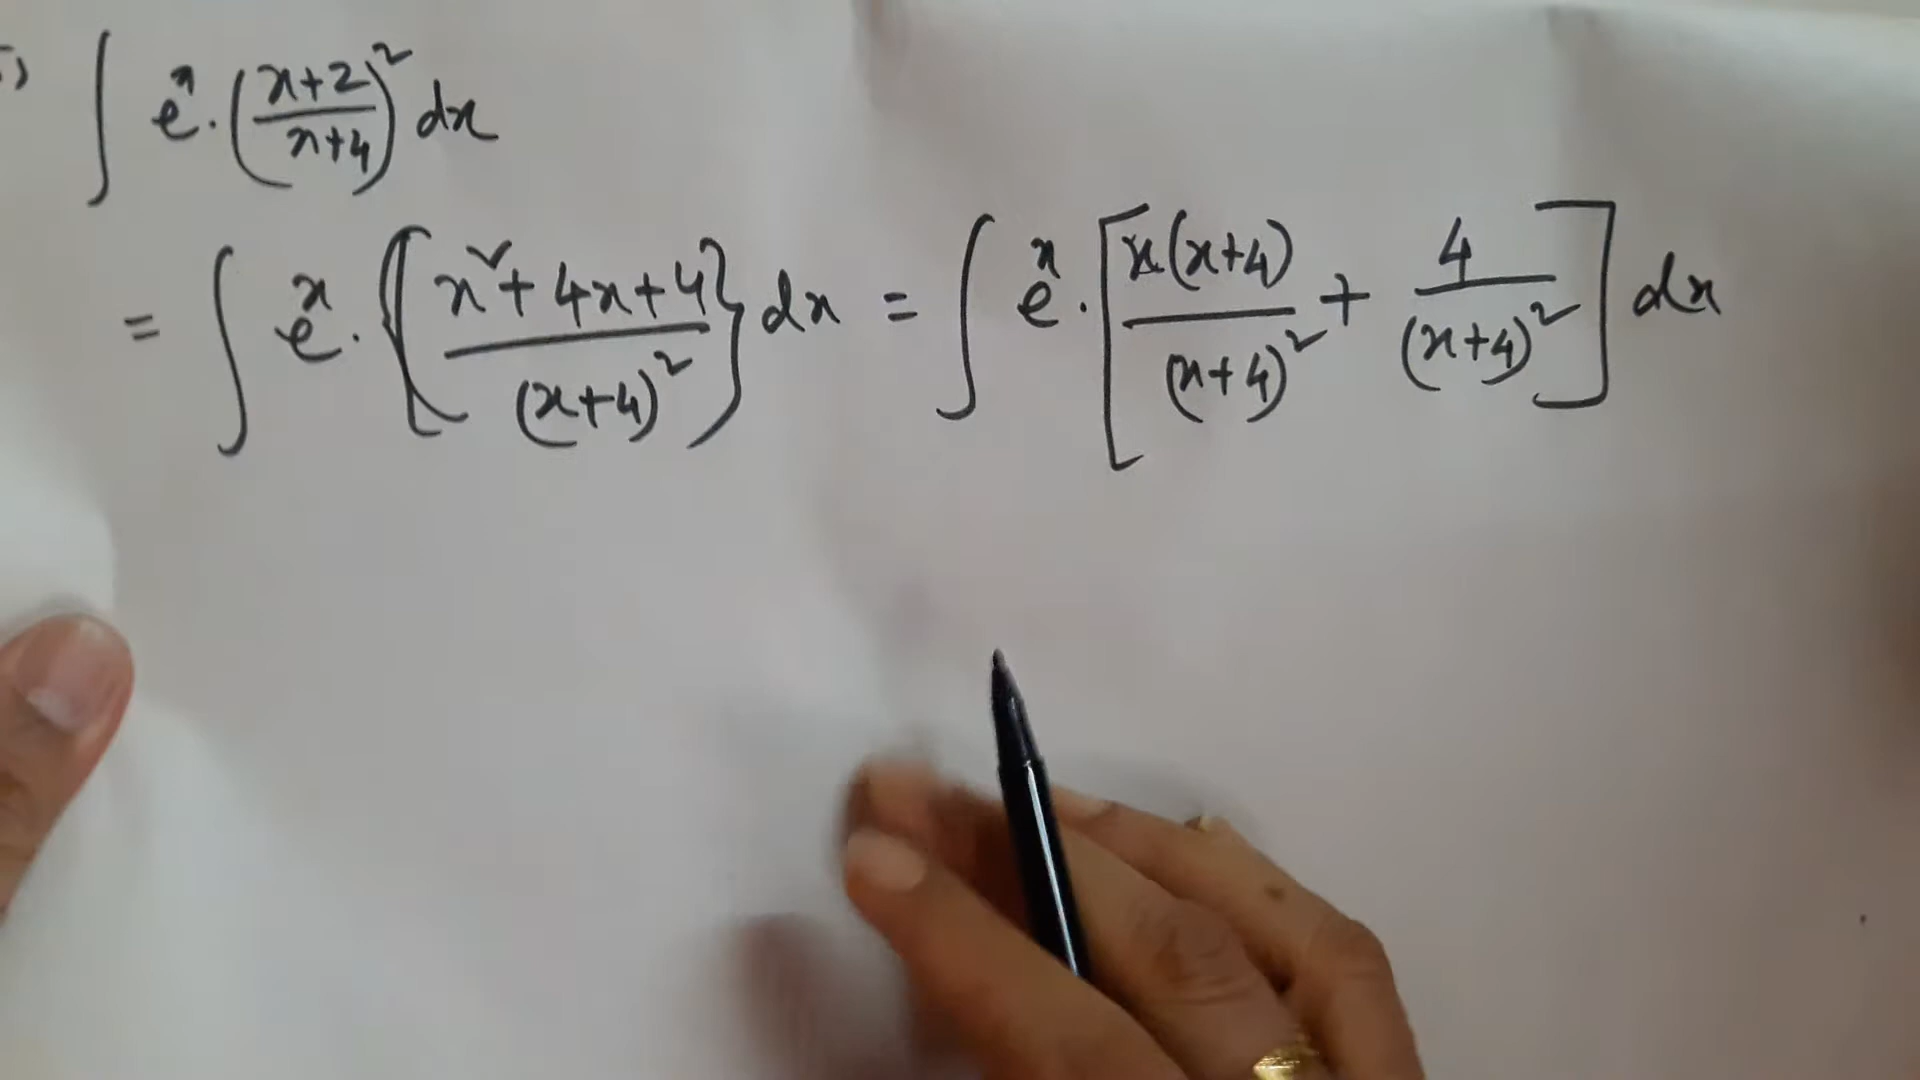 ∫ eˣ·((x+2)/(x+4))² dx
= ∫ eˣ·{(x²+4x+4)/(x+4)²} dx = ∫ eˣ·[x(x+4)/(x+4)² + 4/(x+4)²] dx